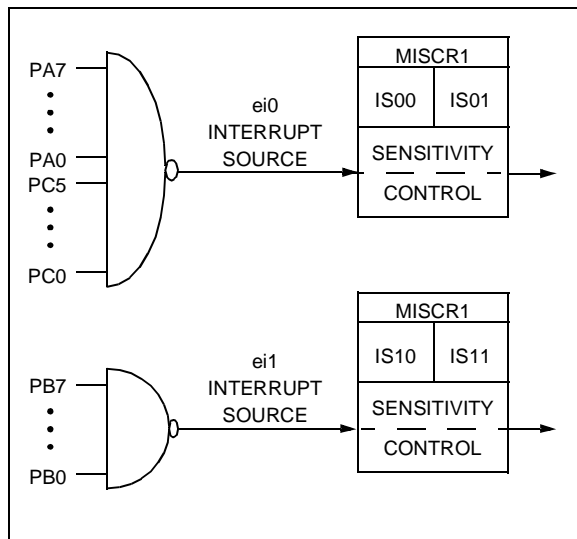 PA7
PA0
PC5
PC0
ei0
INTERRUPT
SOURCE
MISCR1
IS00 IS01
SENSITIVITY
CONTROL
PB7
PB0
ei1
INTERRUPT
SOURCE
MISCR1
IS10 IS11
SENSITIVITY
CONTROL